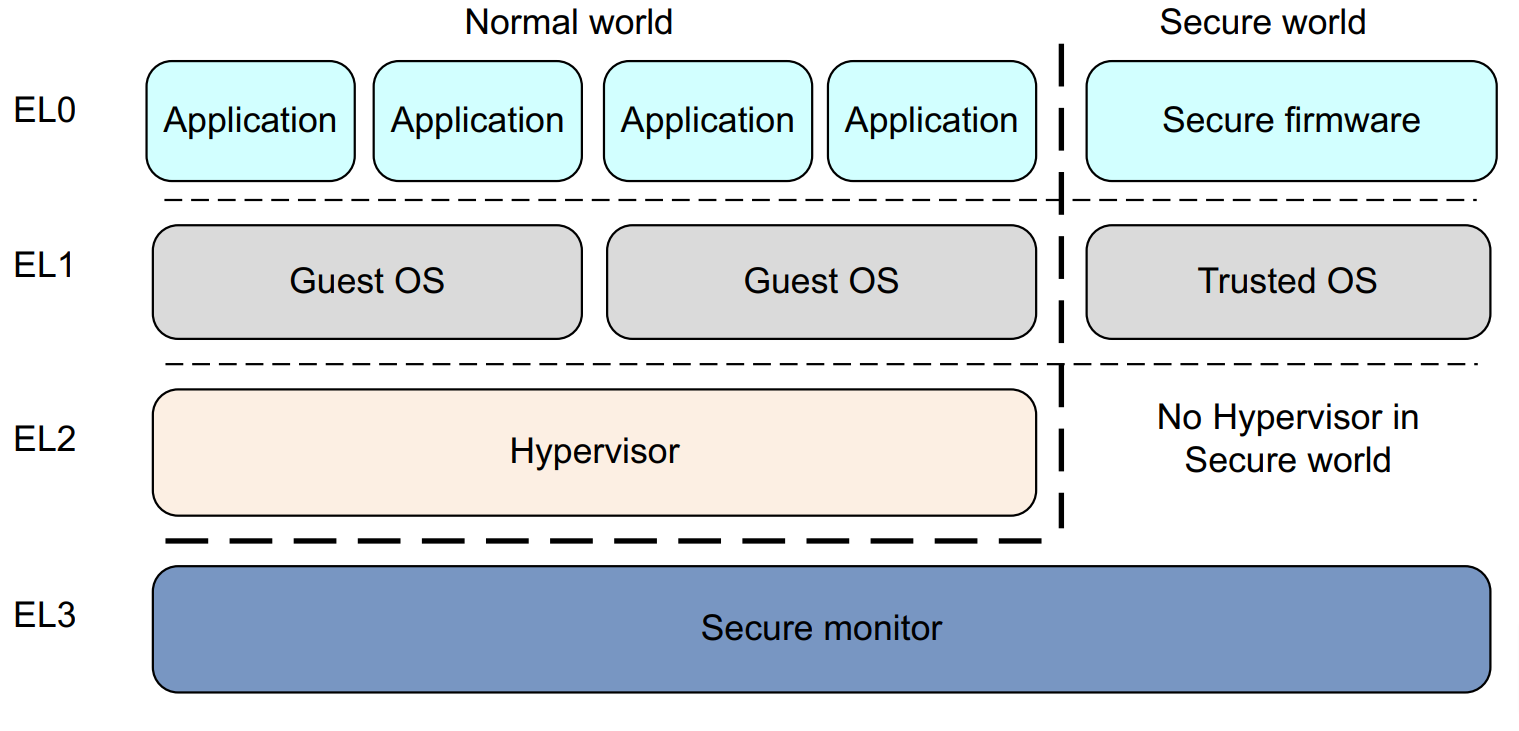 Normal world
Secure world
EL0
Application
Application
Application
Application
Secure firmware
EL1
Guest OS
Guest OS
Trusted OS
EL2
Hypervisor
No Hypervisor in
Secure world
EL3
Secure monitor